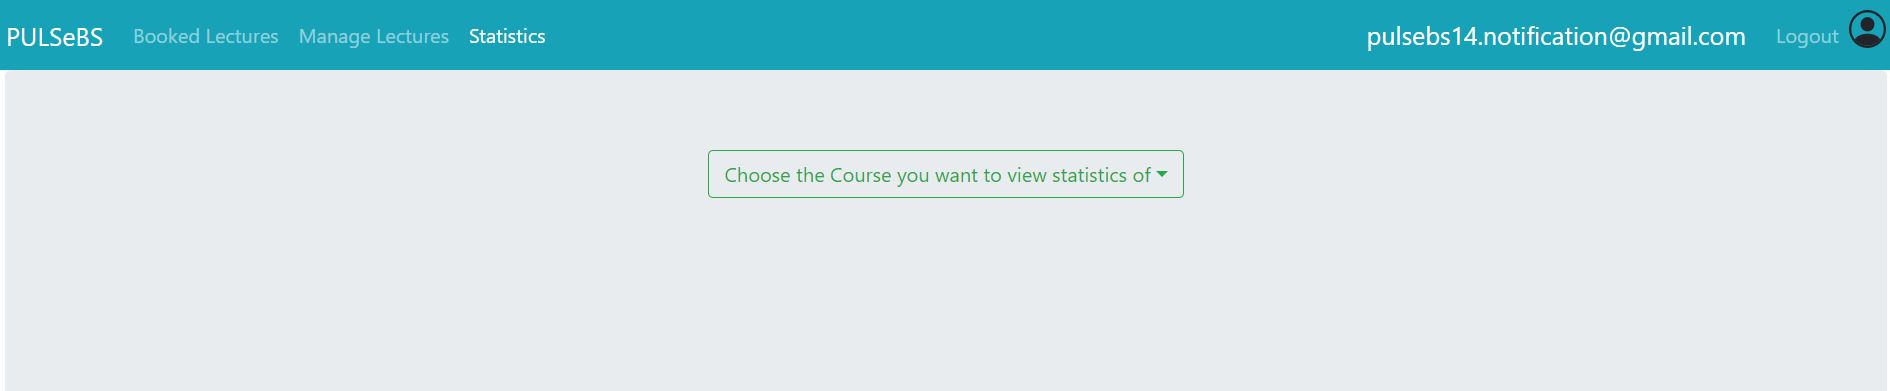 PULSeBS Booked Lectures Manage Lectures Statistics pulsebs14.notification@gmail.com Logout
Choose the Course you want to view statistics of